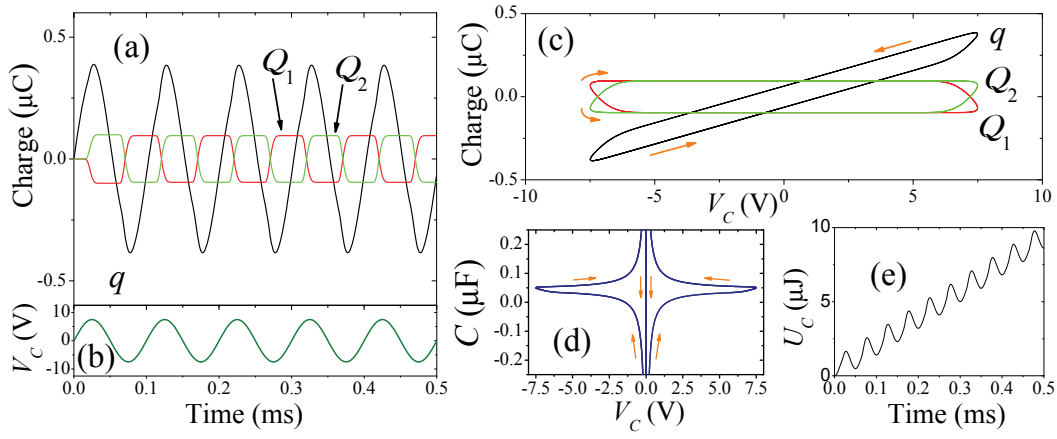 (a)
Q1
Q2
Charge (μC)
0.5
0.0
-0.5
q
(b)
V_C (V)
10
0
-10
0.0 0.1 0.2 0.3 0.4 0.5
Time (ms)
(c)
q
Q2
Q1
Charge (μC)
0.5
0.0
-0.5
-10 -5 0 5 10
V_C (V)
(d)
C (μF)
0.2
0.1
0.0
-0.1
-0.2
-7.5 -5.0 -2.5 0.0 2.5 5.0 7.5
V_C (V)
(e)
U_C (μJ)
10
5
0
0.0 0.1 0.2 0.3 0.4 0.5
Time (ms)